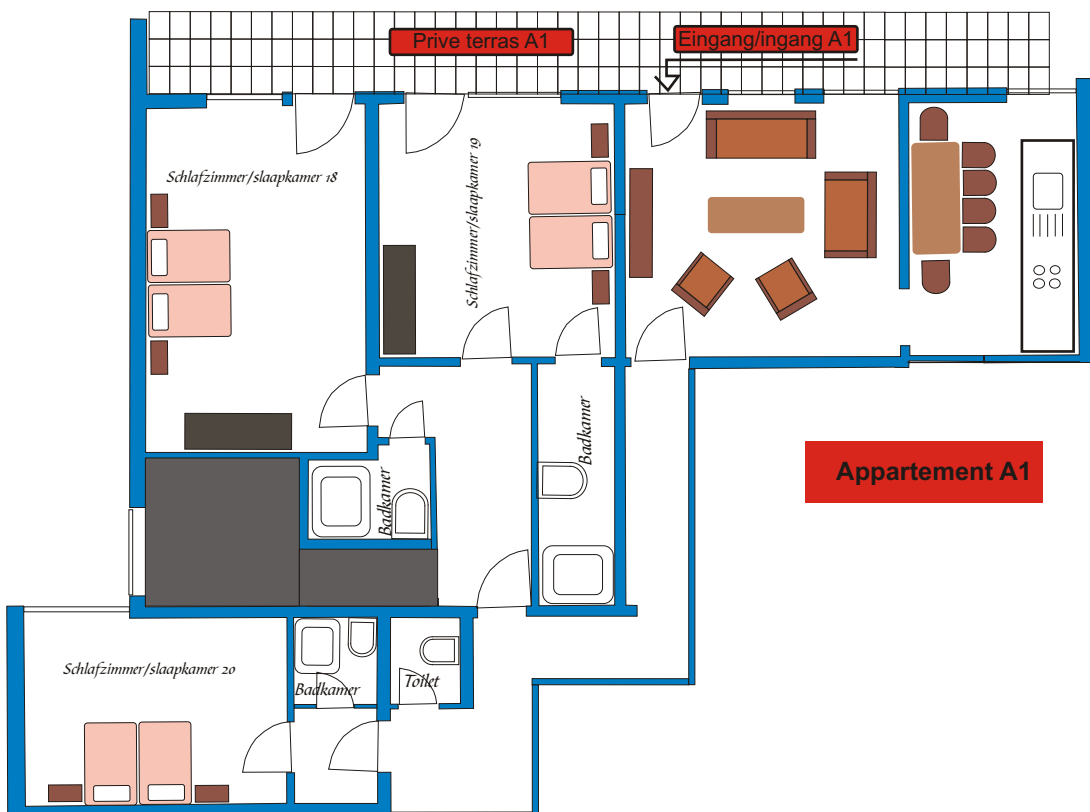 Prive terras A1
Eingang/ingang A1
Schlafzimmer/slaapkamer 18
Schlafzimmer/slaapkamer 19
Badkamer
Badkamer
Appartement A1
Schlafzimmer/slaapkamer 20
Badkamer
Toilet